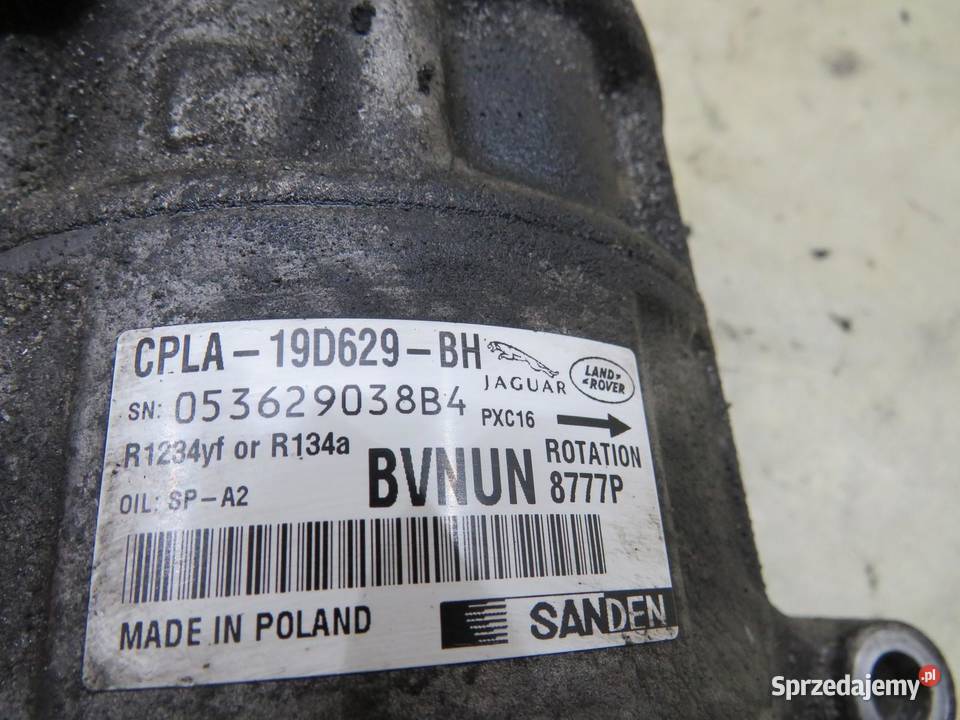 CPLA-19D629-BH
JAGUAR
LAND ROVER
SN: 053629038B4
PXC16
R1234yf or R134a
BVNUN
ROTATION
8777P
OIL: SP-A2
MADE IN POLAND
SANDEN
Sprzedajemy.pl